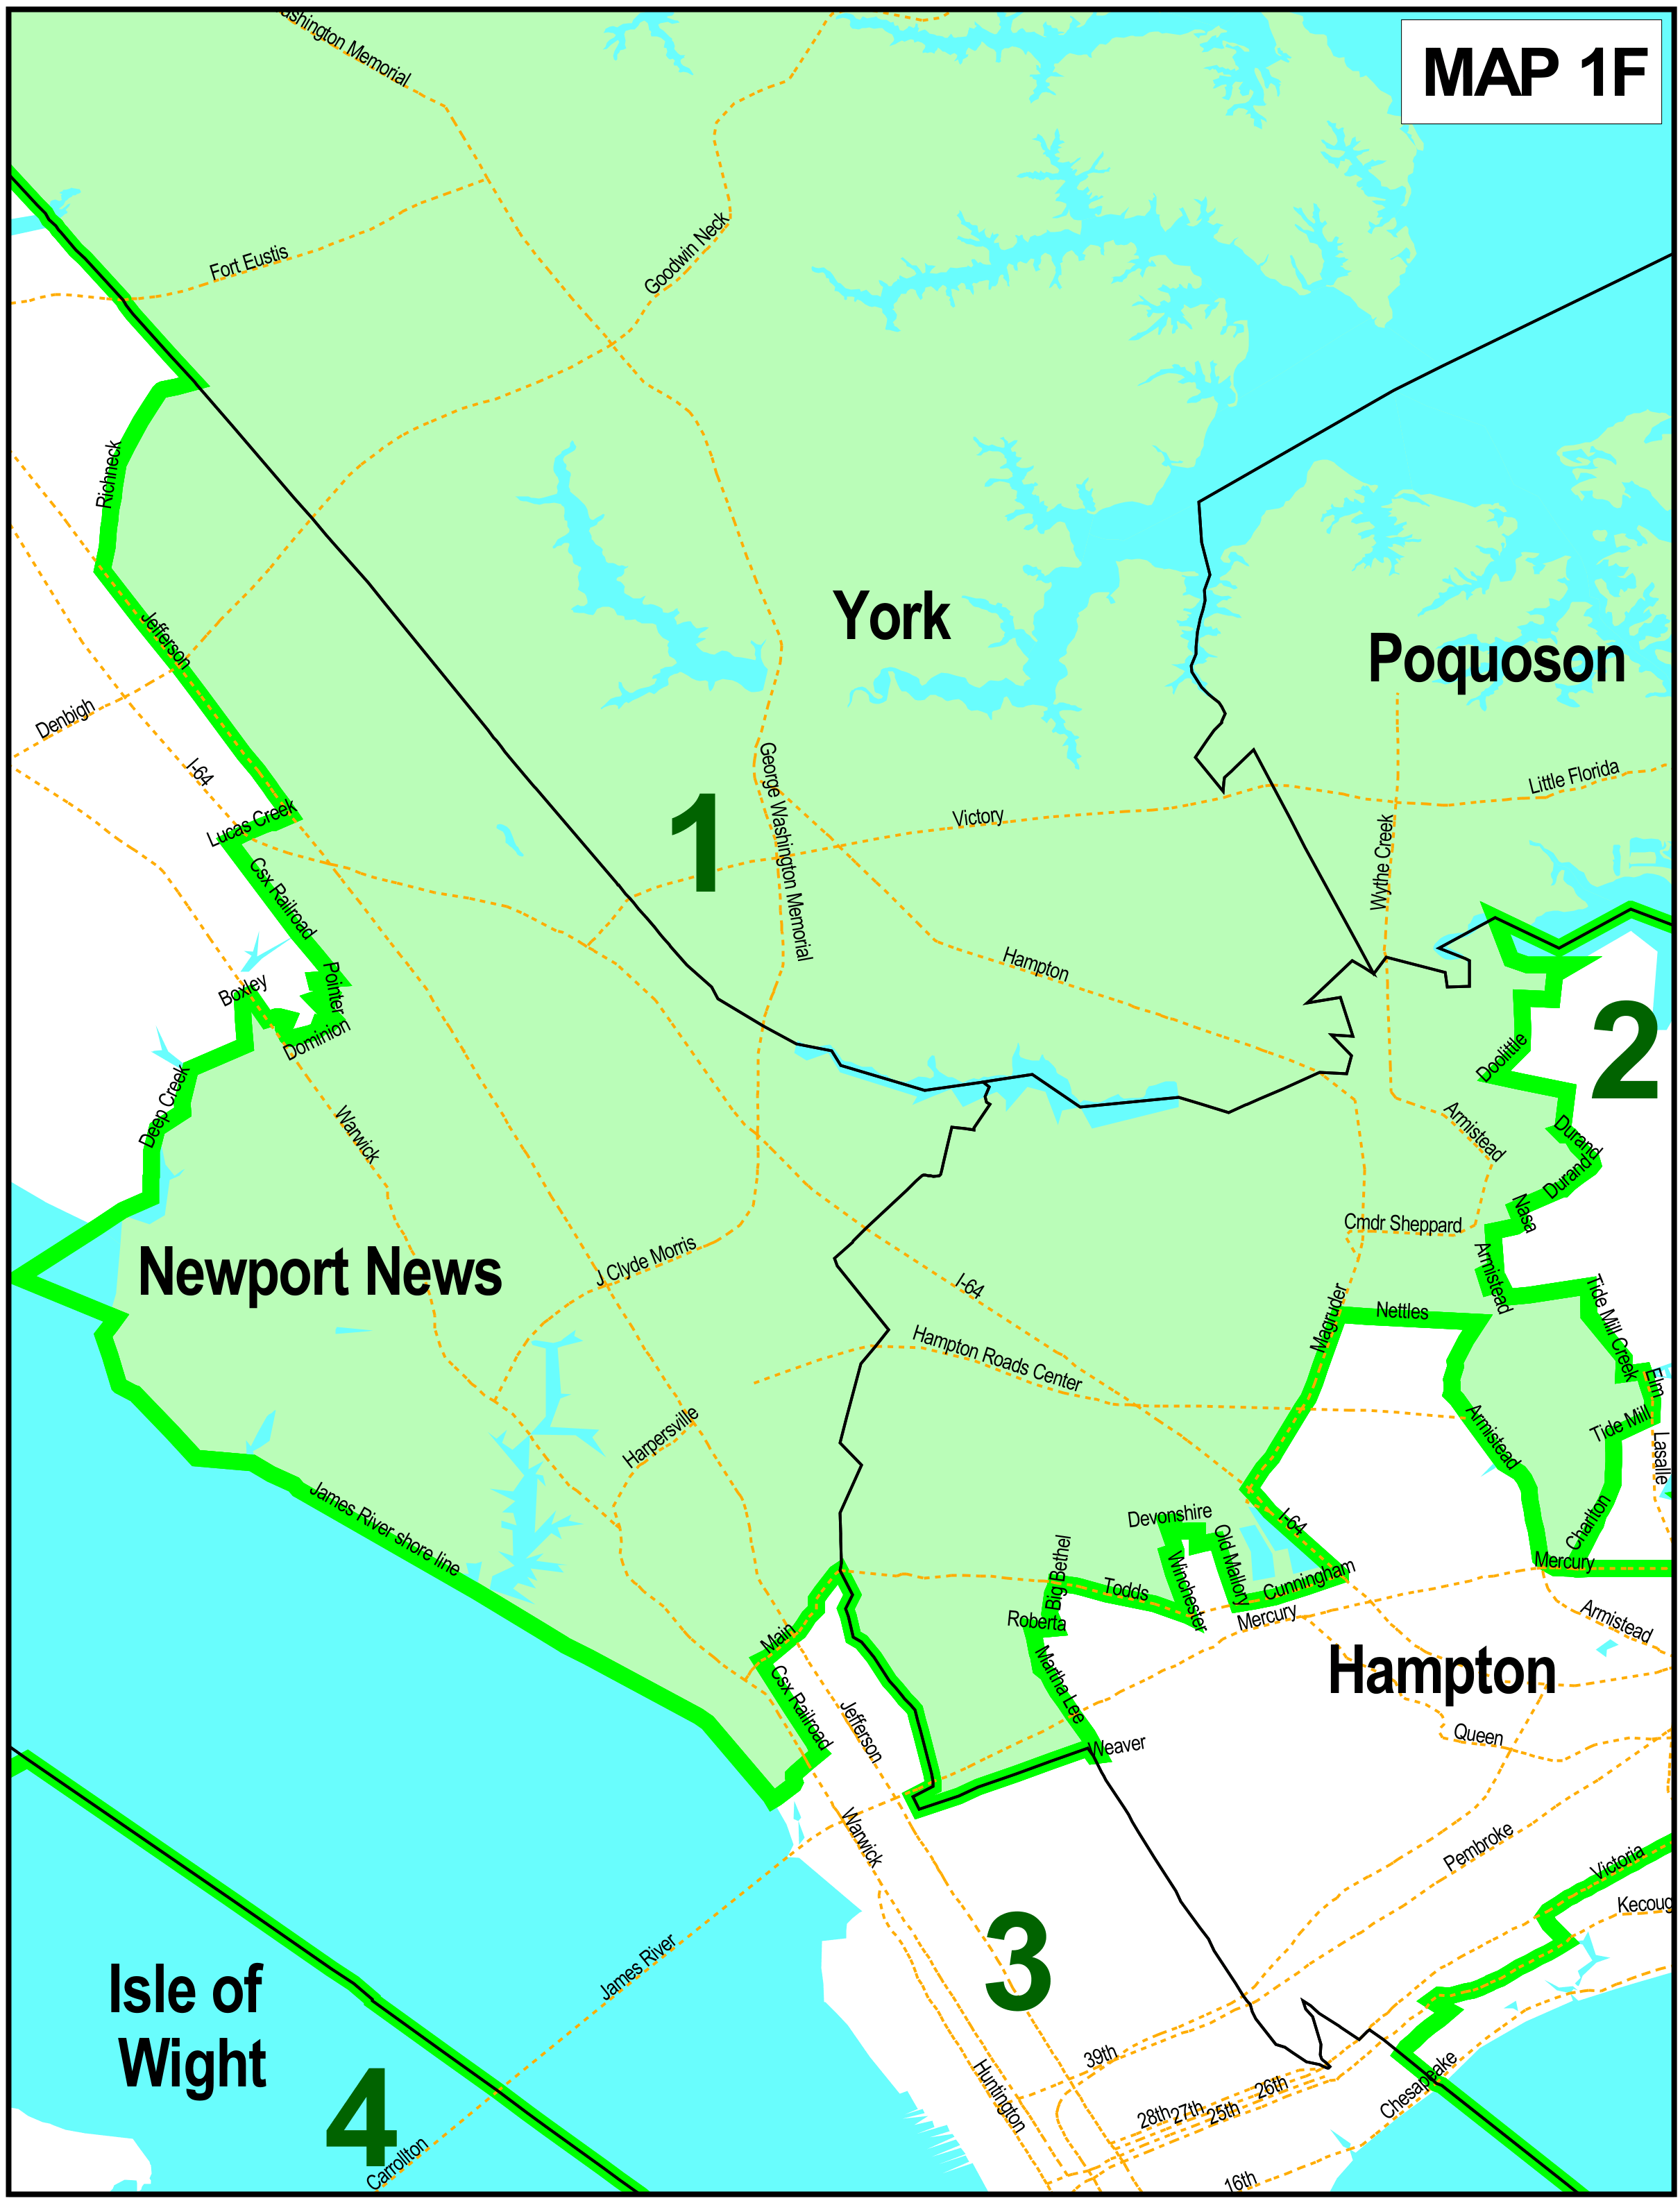 MAP 1F
ashington Memorial
Fort Eustis
Goodwin Neck
Richneck
Jefferson
York
Poquoson
Denbigh
I-64
Lucas Creek
Csx Railroad
1
George Washington Memorial
Victory
Little Florida
Wythe Creek
Hampton
Pointer
Boxley
Dominion
2
Doolittle
Deep Creek
Warwick
Armistead
Durand
Durand
Nasa
Cmdr Sheppard
Armistead
Newport News
J Clyde Morris
I-64
Magruder
Nettles
Tide Mill Creek
Hampton Roads Center
Elm
Harpersville
Armistead
Tide Mill
Lasalle
James River shore line
Devonshire
I-64
Old Mallory
Charlton
Big Bethel
Winchester
Todds
Cunningham
Mercury
Roberta
Mercury
Armistead
Main
Martha Lee
Hampton
Csx Railroad
Jefferson
Queen
Weaver
Warwick
Pembroke
Victoria
Kecoug
3
James River
Isle of
Wight
4
39th
Huntington
26th
28th
27th
25th
Chesapeake
Carrollton
16th